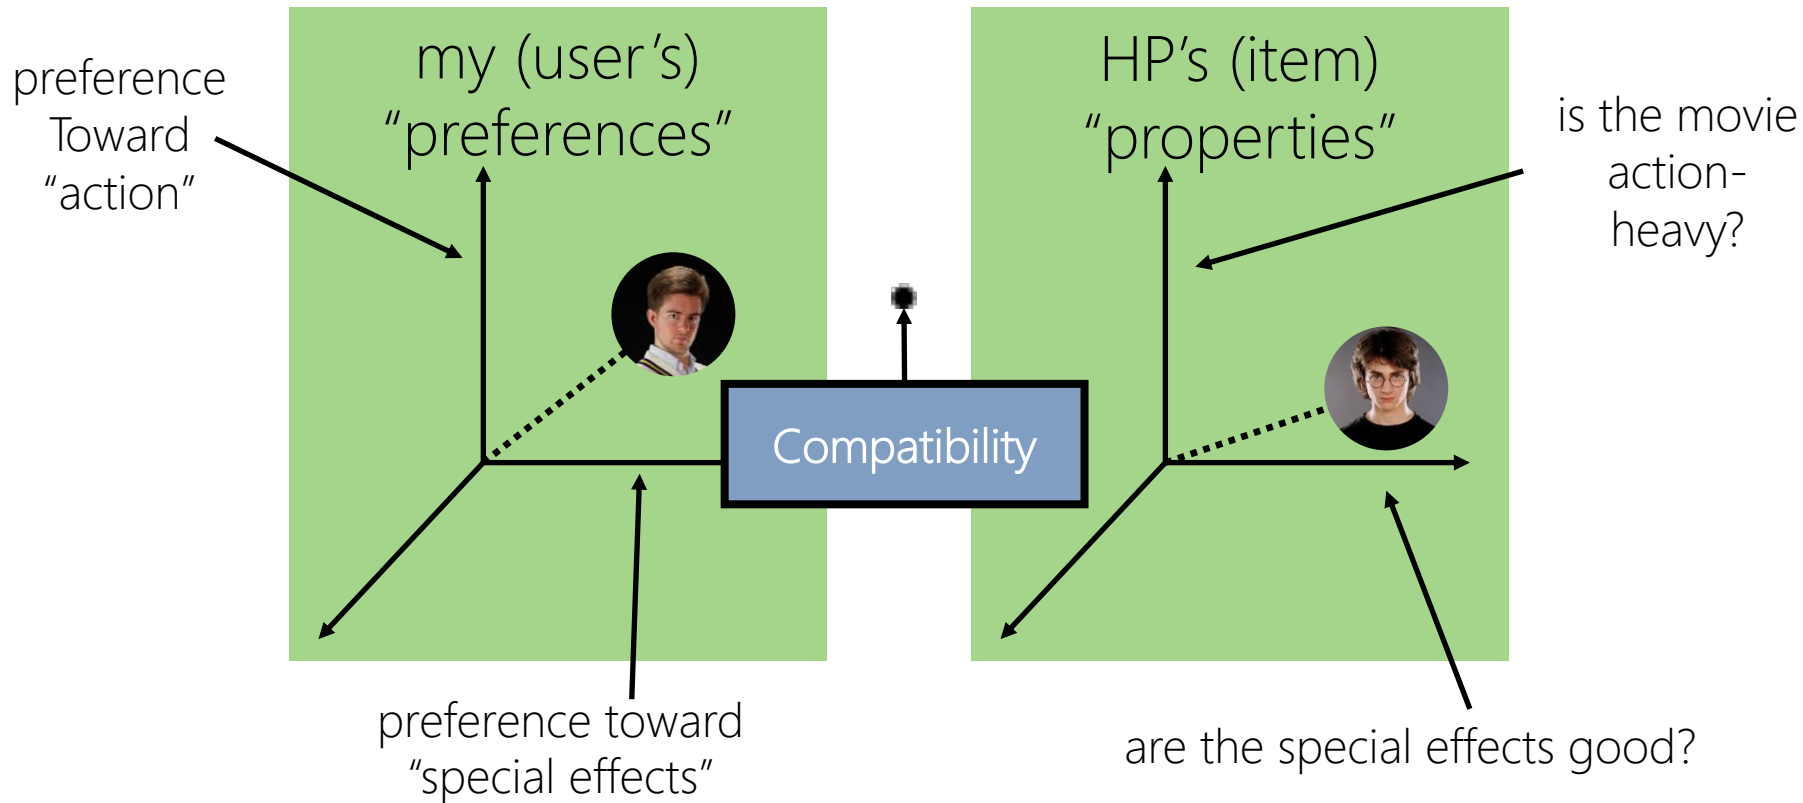 preference
Toward
“action”
my (user’s)
“preferences”
HP’s (item)
“properties”
is the movie
action-
heavy?
Compatibility
preference toward
“special effects”
are the special effects good?